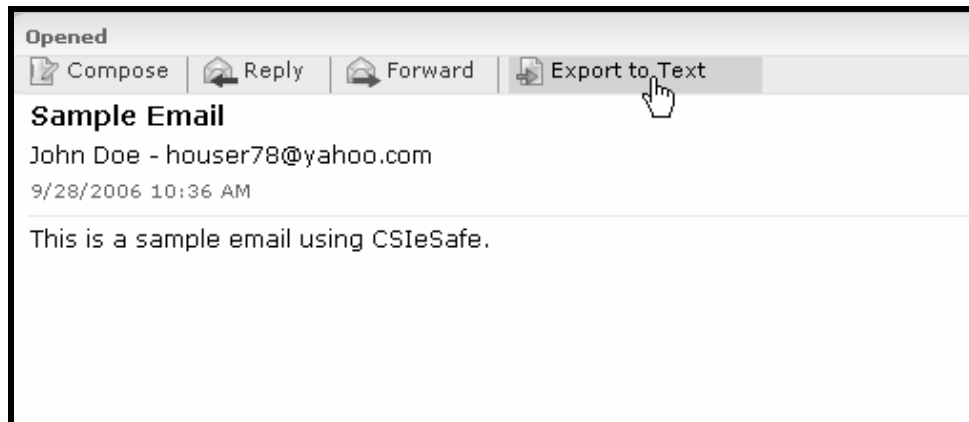 Opened
Compose Reply Forward Export to Text
Sample Email
John Doe - houser78@yahoo.com
9/28/2006 10:36 AM
This is a sample email using CSIeSafe.